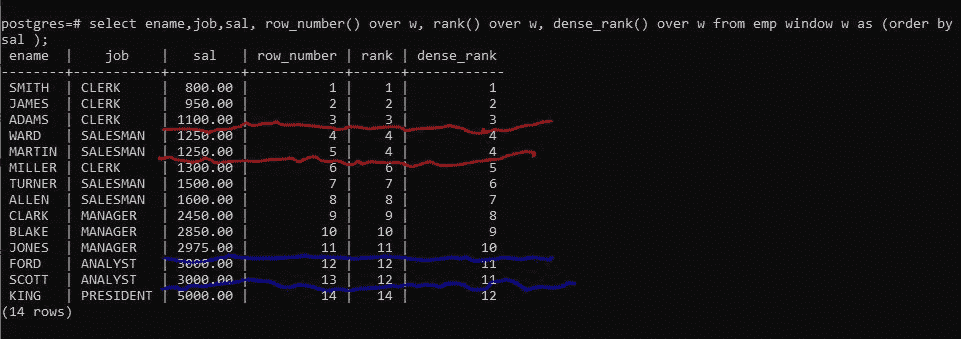 postgres=# select ename,job,sal, row_number() over w, rank() over w, dense_rank() over w from emp window w as (order by
sal );
 ename  |    job    |   sal   | row_number | rank | dense_rank
--------+-----------+---------+------------+------+------------
 SMITH  | CLERK     |  800.00 |          1 |    1 |          1
 JAMES  | CLERK     |  950.00 |          2 |    2 |          2
 ADAMS  | CLERK     | 1100.00 |          3 |    3 |          3
 WARD   | SALESMAN  | 1250.00 |          4 |    4 |          4
 MARTIN | SALESMAN  | 1250.00 |          5 |    4 |          4
 MILLER | CLERK     | 1300.00 |          6 |    6 |          5
 TURNER | SALESMAN  | 1500.00 |          7 |    7 |          6
 ALLEN  | SALESMAN  | 1600.00 |          8 |    8 |          7
 CLARK  | MANAGER   | 2450.00 |          9 |    9 |          8
 BLAKE  | MANAGER   | 2850.00 |         10 |   10 |          9
 JONES  | MANAGER   | 2975.00 |         11 |   11 |         10
 FORD   | ANALYST   | 3000.00 |         12 |   12 |         11
 SCOTT  | ANALYST   | 3000.00 |         13 |   12 |         11
 KING   | PRESIDENT | 5000.00 |         14 |   14 |         12
(14 rows)